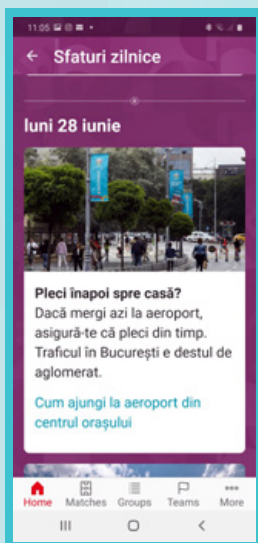 11:05
Sfaturi zilnice
luni 28 iunie
Pleci înapoi spre casă?
Dacă mergi azi la aeroport,
asigură-te că pleci din timp.
Traficul în București e destul de
aglomerat.
Cum ajungi la aeroport din
centrul orașului
Home Matches Groups Teams More